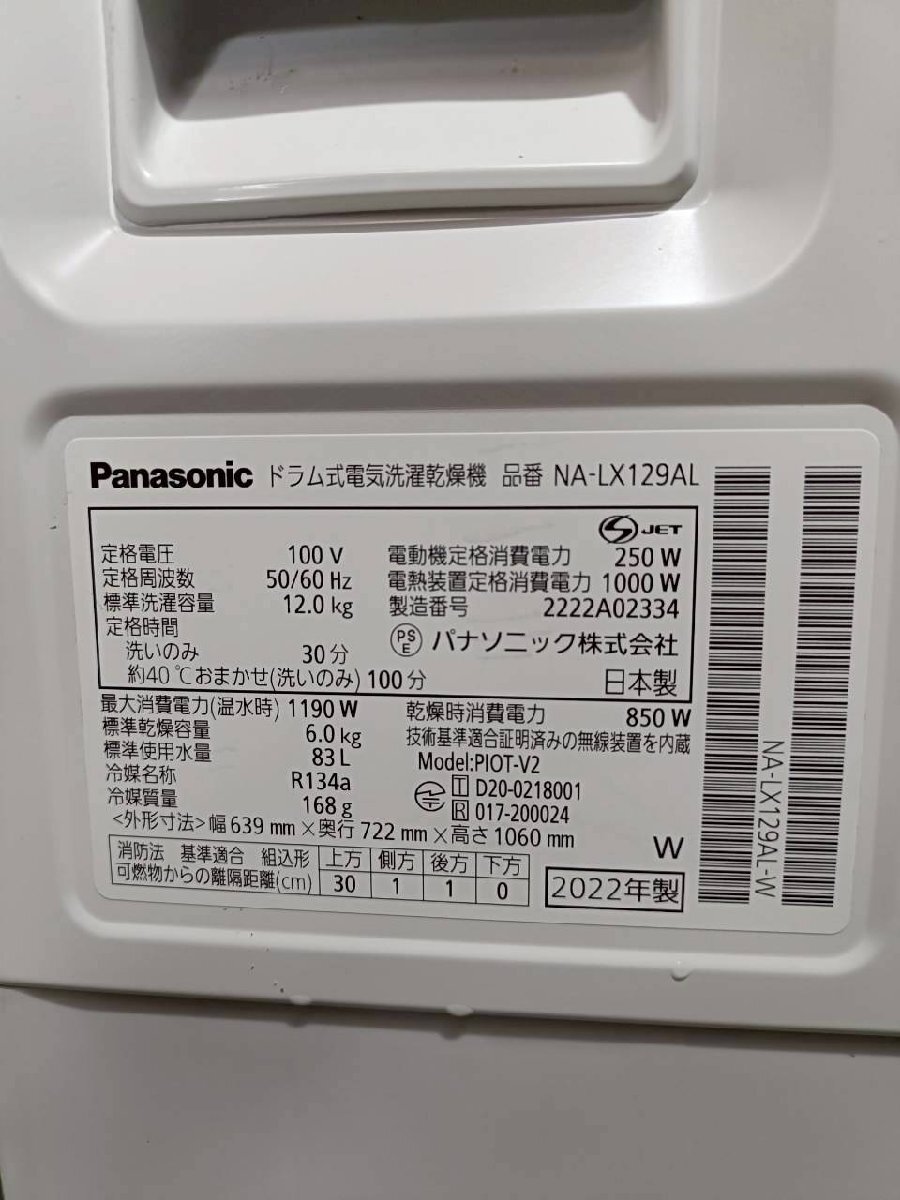 Panasonic ドラム式電気洗濯乾燥機 品番 NA-LX129AL
S JET
定格電圧 100 V 電動機定格消費電力 250 W
定格周波数 50/60 Hz 電熱装置定格消費電力 1000 W
標準洗濯容量 12.0 kg 製造番号 2222A02334
定格時間
洗いのみ 30 分 PS E パナソニック株式会社
約40℃おまかせ(洗いのみ) 100 分 日本製
最大消費電力(温水時) 1190 W 乾燥時消費電力 850 W
標準乾燥容量 6.0 kg 技術基準適合証明済みの無線装置を内蔵
標準使用水量 83 L Model:PIOT-V2
冷媒名称 R134a T D20-0218001
冷媒質量 168 g R 017-200024
<外形寸法>幅 639 mm×奥行 722 mm×高さ 1060 mm W
消防法 基準適合 組込形 上方 側方 後方 下方
可燃物からの離隔距離(cm) 30 1 1 0 2022年製
NA-LX129AL-W